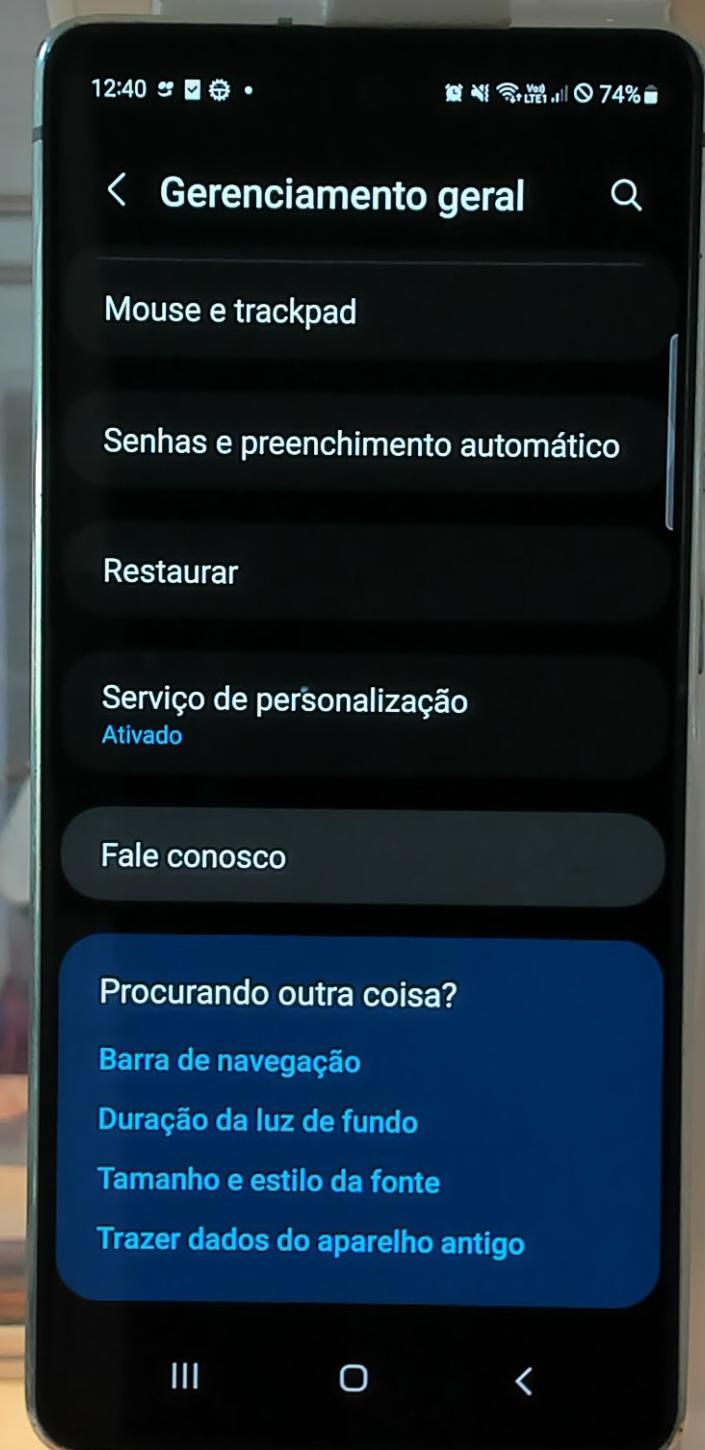 12:40
Vo) LTE1 74%
Gerenciamento geral
Mouse e trackpad
Senhas e preenchimento automático
Restaurar
Serviço de personalização
Ativado
Fale conosco
Procurando outra coisa?
Barra de navegação
Duração da luz de fundo
Tamanho e estilo da fonte
Trazer dados do aparelho antigo